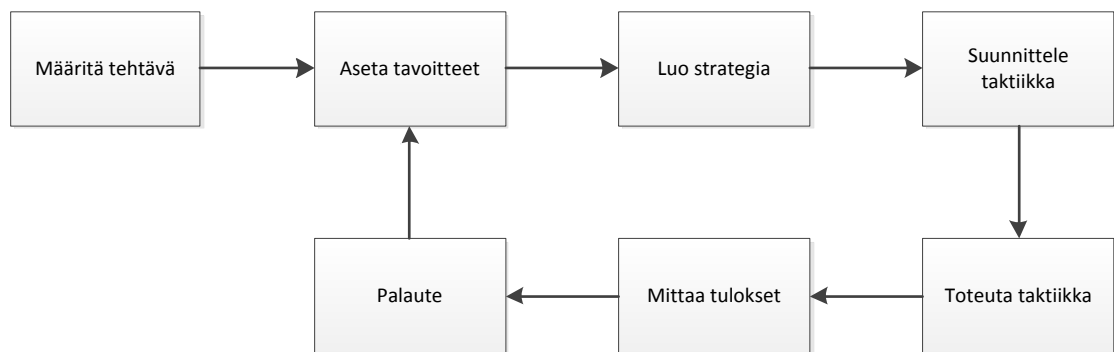 Määritä tehtävä
Aseta tavoitteet
Luo strategia
Suunnittele
taktiikka
Palaute
Mittaa tulokset
Toteuta taktiikka